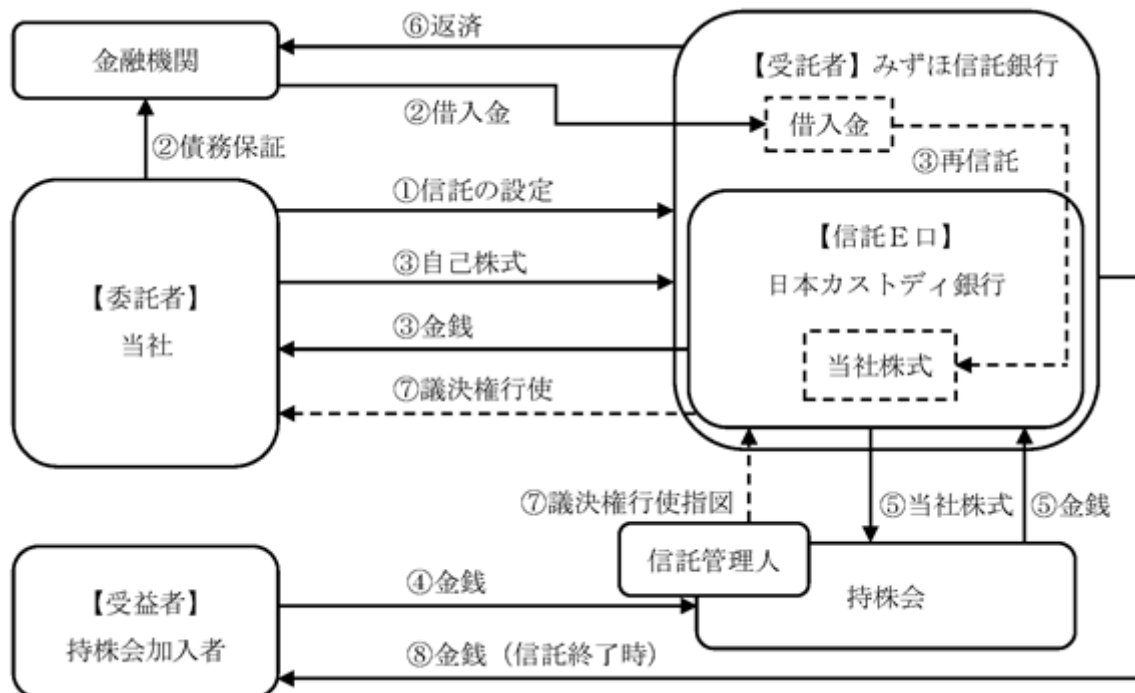 ⑥返済
金融機関
【受託者】みずほ信託銀行
②借入金
借入金
②債務保証
③再信託
①信託の設定
【信託E口】
日本カストディ銀行
③自己株式
【委託者】
当社
③金銭
当社株式
⑦議決権行使
⑦議決権行使指図
⑤当社株式
⑤金銭
信託管理人
④金銭
持株会
【受益者】
持株会加入者
⑧金銭（信託終了時）